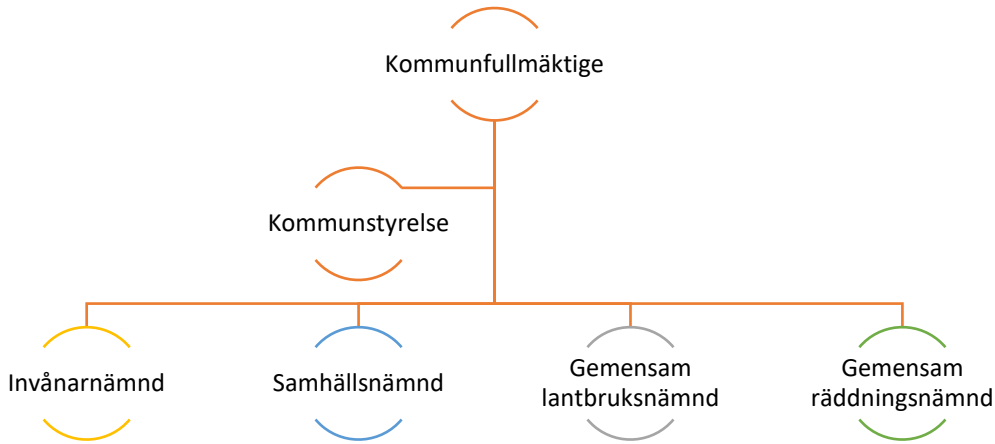 Kommunfullmäktige
Kommunstyrelse
Invånarnämnd
Samhällsnämnd
Gemensam
lantbruksnämnd
Gemensam
räddningsnämnd